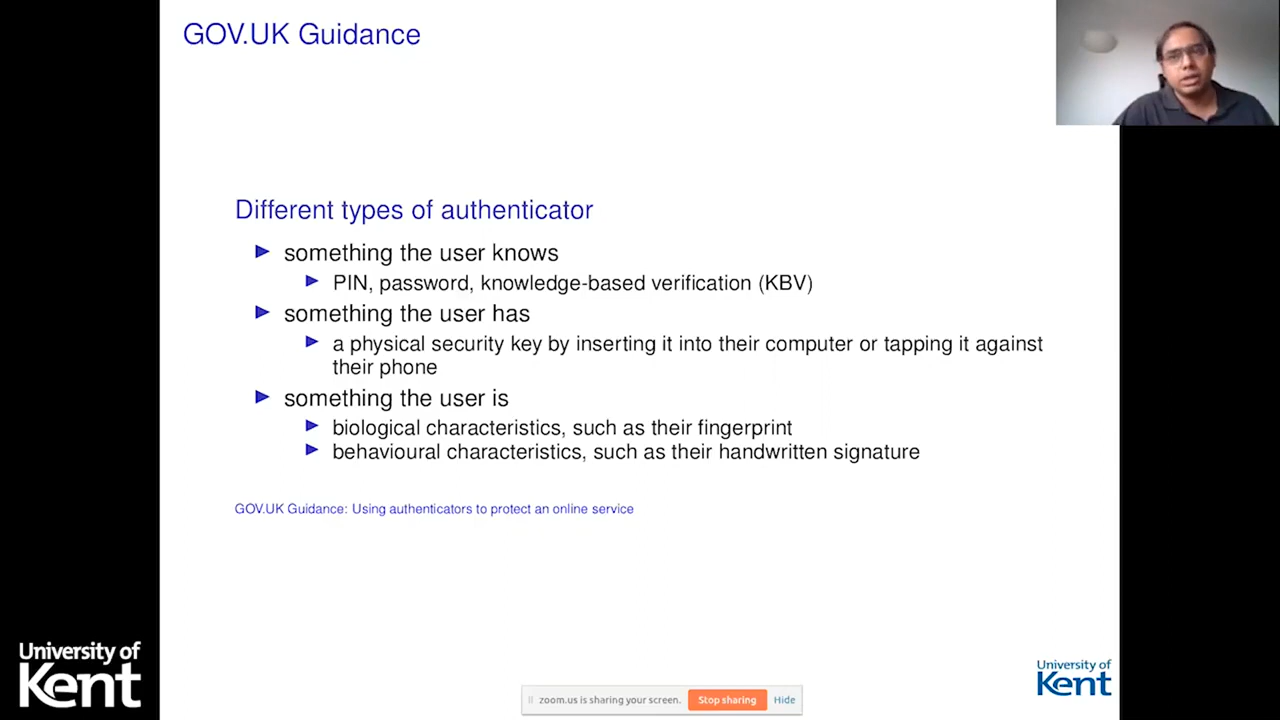 GOV.UK Guidance
Different types of authenticator
something the user knows
PIN, password, knowledge-based verification (KBV)
something the user has
a physical security key by inserting it into their computer or tapping it against
their phone
something the user is
biological characteristics, such as their fingerprint
behavioural characteristics, such as their handwritten signature
GOV.UK Guidance: Using authenticators to protect an online service
University of
Kent
University of
Kent
zoom.us is sharing your screen. Stop sharing Hide